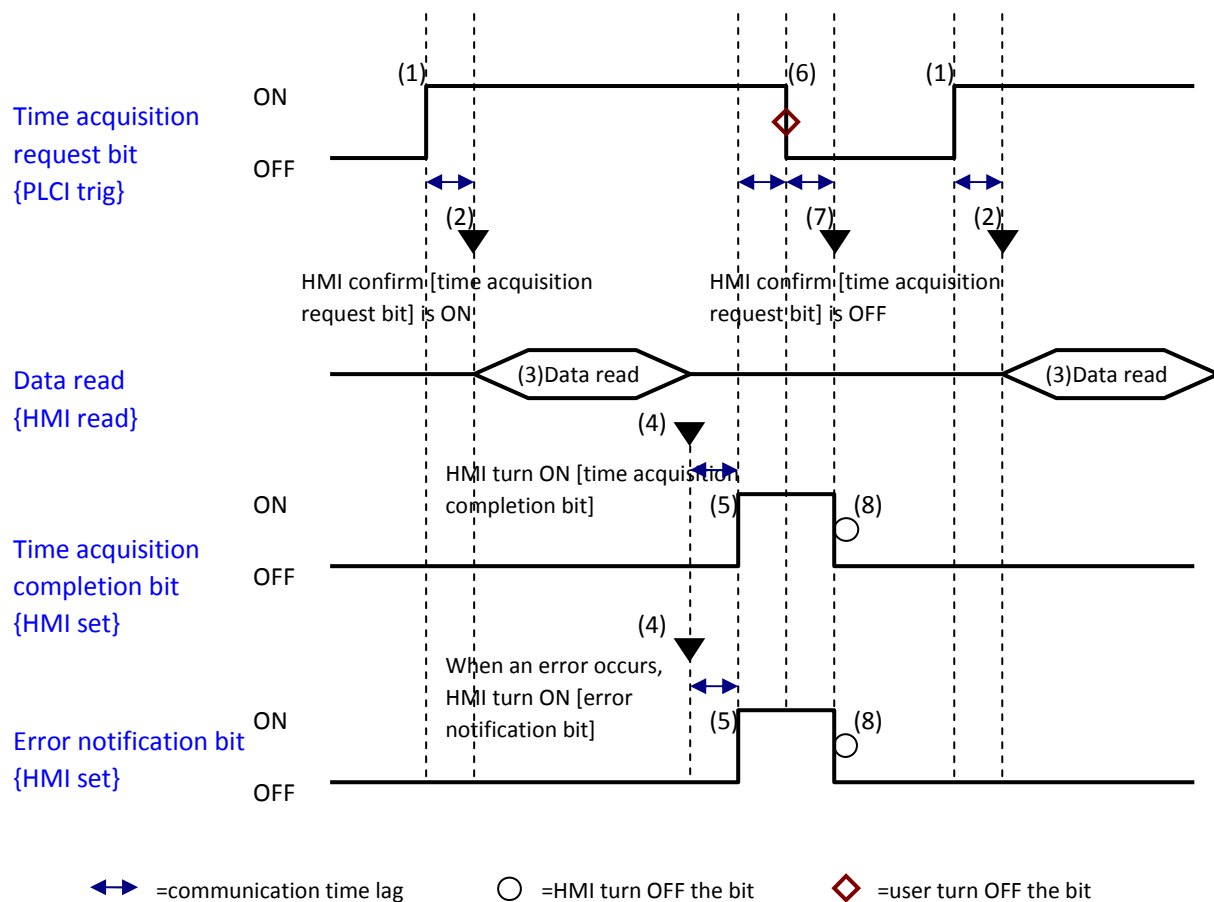 (1)
(6)
(1)
ON
Time acquisition
request bit
{PLCI trig}
OFF
(2)
(7)
(2)
HMI confirm [time acquisition
request bit] is ON
HMI confirm [time acquisition
request bit] is OFF
Data read
{HMI read}
(3)Data read
(3)Data read
(4)
HMI turn ON [time acquisition
completion bit]
ON
(5)
(8)
Time acquisition
completion bit
{HMI set}
OFF
(4)
When an error occurs,
HMI turn ON [error
notification bit]
ON
(5)
(8)
Error notification bit
{HMI set}
OFF
=communication time lag
=HMI turn OFF the bit
=user turn OFF the bit